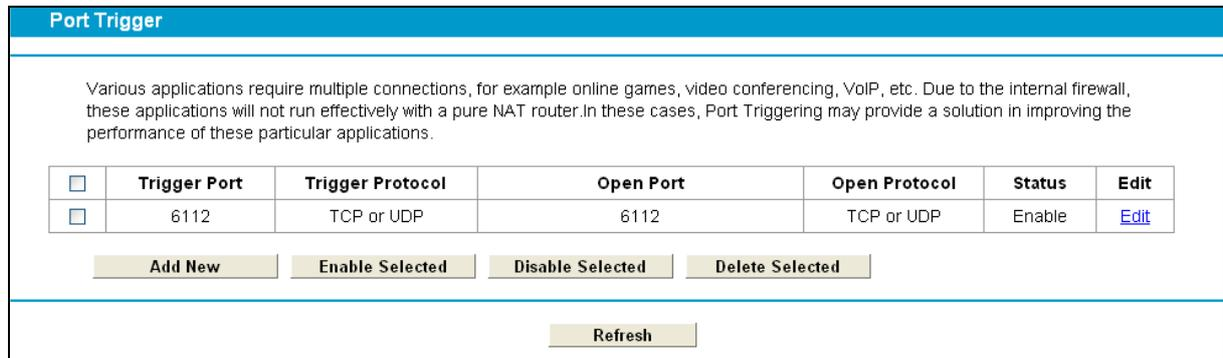 Port Trigger
Various applications require multiple connections, for example online games, video conferencing, VoIP, etc. Due to the internal firewall,
these applications will not run effectively with a pure NAT router.In these cases, Port Triggering may provide a solution in improving the
performance of these particular applications.
Trigger Port Trigger Protocol Open Port Open Protocol Status Edit
6112 TCP or UDP 6112 TCP or UDP Enable Edit
Add New Enable Selected Disable Selected Delete Selected
Refresh